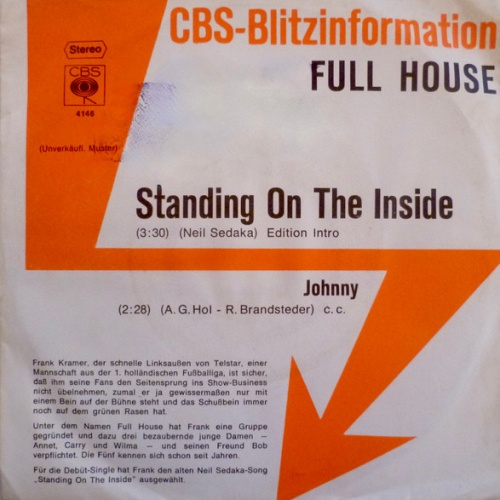 CBS-Blitzinformation
Stereo
FULL HOUSE
CBS
4146
(Unverkäufl. Muster)
Standing On The Inside
(3:30) (Neil Sedaka) Edition Intro
Johnny
(2:28) (A. G. Hol - R. Brandsteder) c. c.
Frank Kramer, der schnelle Linksaußen von Telstar, einer
Mannschaft aus der 1. holländischen Fußballiga, ist sicher,
daß ihm seine Fans den Seitensprung ins Show-Business
nicht übelnehmen, zumal er ja gewissermaßen nur mit
einem Bein auf der Bühne steht und das Schußbein immer
noch auf dem grünen Rasen hat.
Unter dem Namen Full House hat Frank eine Gruppe
gegründet und dazu drei bezaubernde junge Damen —
Annet, Carry und Wilma — und seinen Freund Bob
verpflichtet. Die Fünf kennen sich schon seit Jahren.
Für die Debüt-Single hat Frank den alten Neil Sedaka-Song
„Standing On The Inside" ausgewählt.